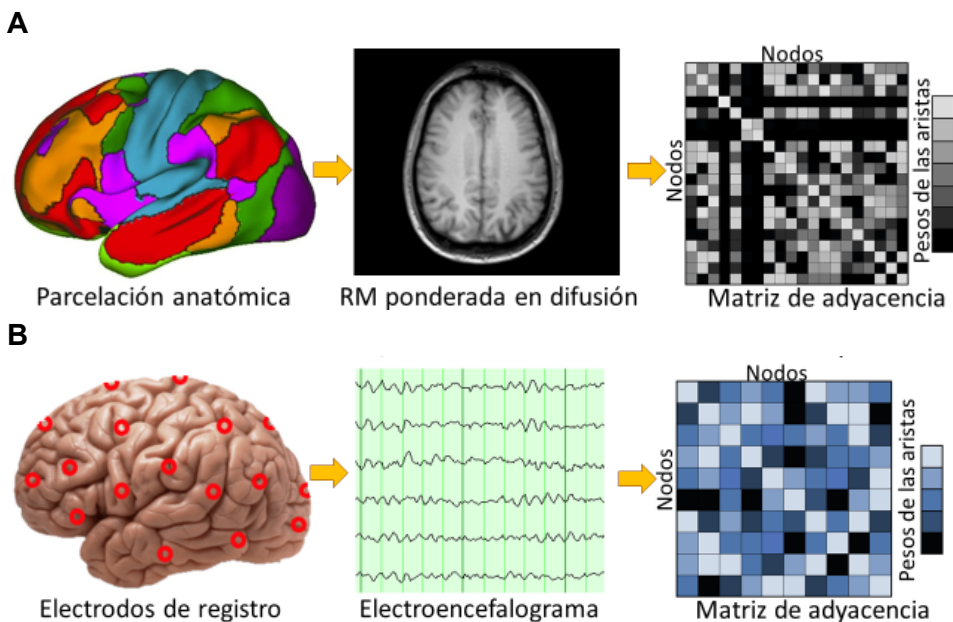 A
Nodos
Nodos
Pesos de las aristas
Parcelación anatómica
RM ponderada en difusión
Matriz de adyacencia
B
Nodos
Nodos
Pesos de las aristas
Electrodos de registro
Electroencefalograma
Matriz de adyacencia